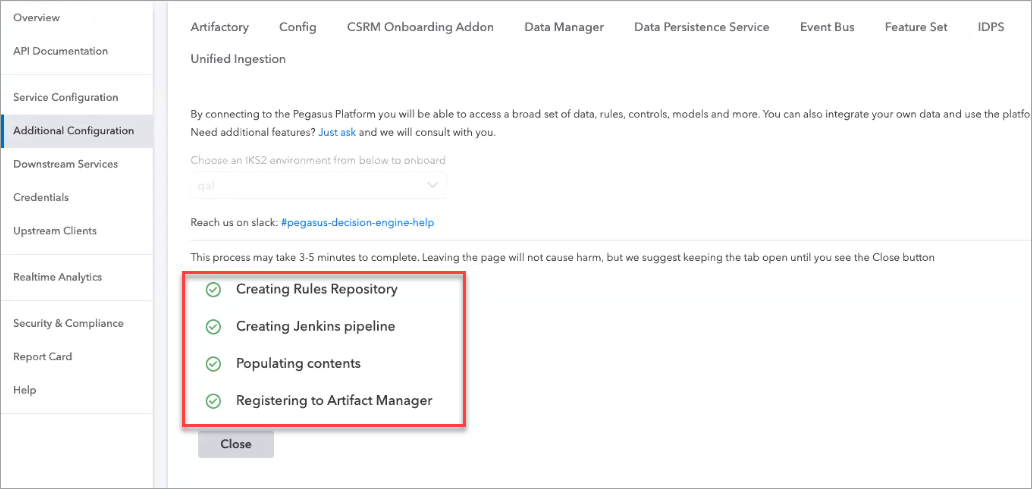 Overview
API Documentation
Service Configuration
Additional Configuration
Downstream Services
Credentials
Upstream Clients
Realtime Analytics
Security & Compliance
Report Card
Help
Artifactory Config CSRM Onboarding Addon Data Manager Data Persistence Service Event Bus Feature Set IDPS
Unified Ingestion
By connecting to the Pegasus Platform you will be able to access a broad set of data, rules, controls, models and more. You can also integrate your own data and use the platfo
Need additional features? Just ask and we will consult with you.
Choose an IKS2 environment from below to onboard
qal
Reach us on slack: #pegasus-decision-engine-help
This process may take 3-5 minutes to complete. Leaving the page will not cause harm, but we suggest keeping the tab open until you see the Close button
Creating Rules Repository
Creating Jenkins pipeline
Populating contents
Registering to Artifact Manager
Close